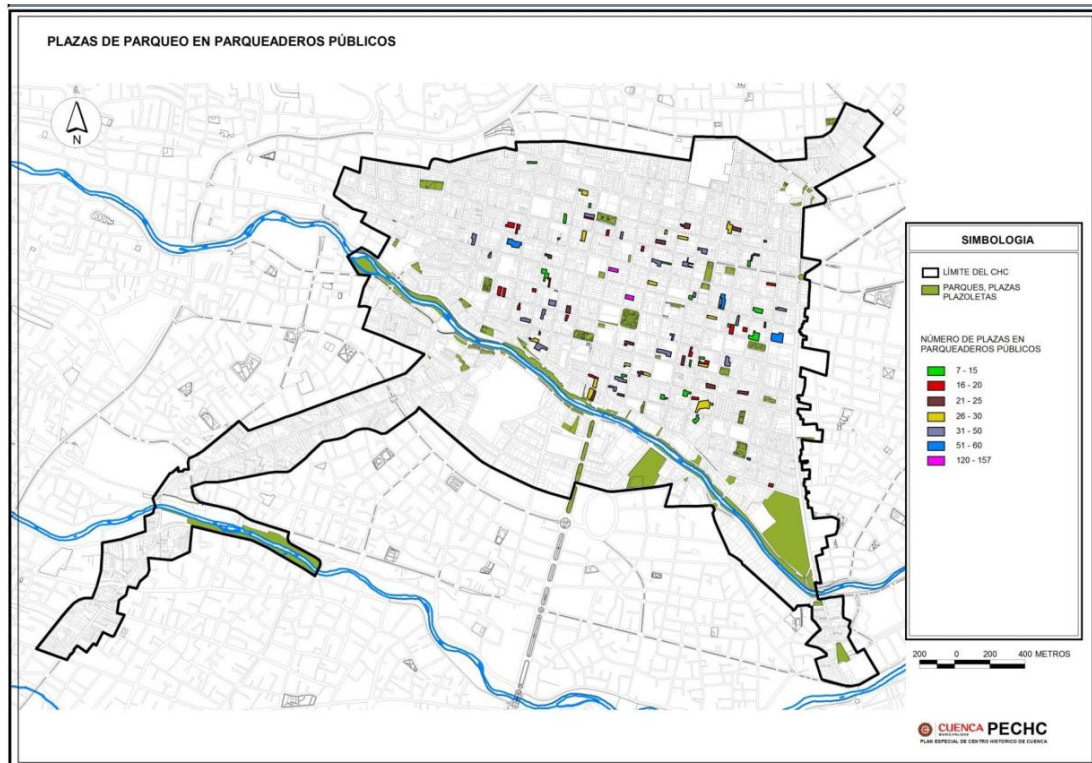 PLAZAS DE PARQUEO EN PARQUEADEROS PÚBLICOS
N
SIMBOLOGIA
LÍMITE DEL CHC
PARQUES, PLAZAS
PLAZOLETAS
NÚMERO DE PLAZAS EN
PARQUEADEROS PÚBLICOS
7 - 15
16 - 20
21 - 25
26 - 30
31 - 50
51 - 60
120 - 157
200 0 200 400 METROS
CUENCA PECHC
MUNICIPALIDAD
PLAN ESPECIAL DE CENTRO HISTORICO DE CUENCA